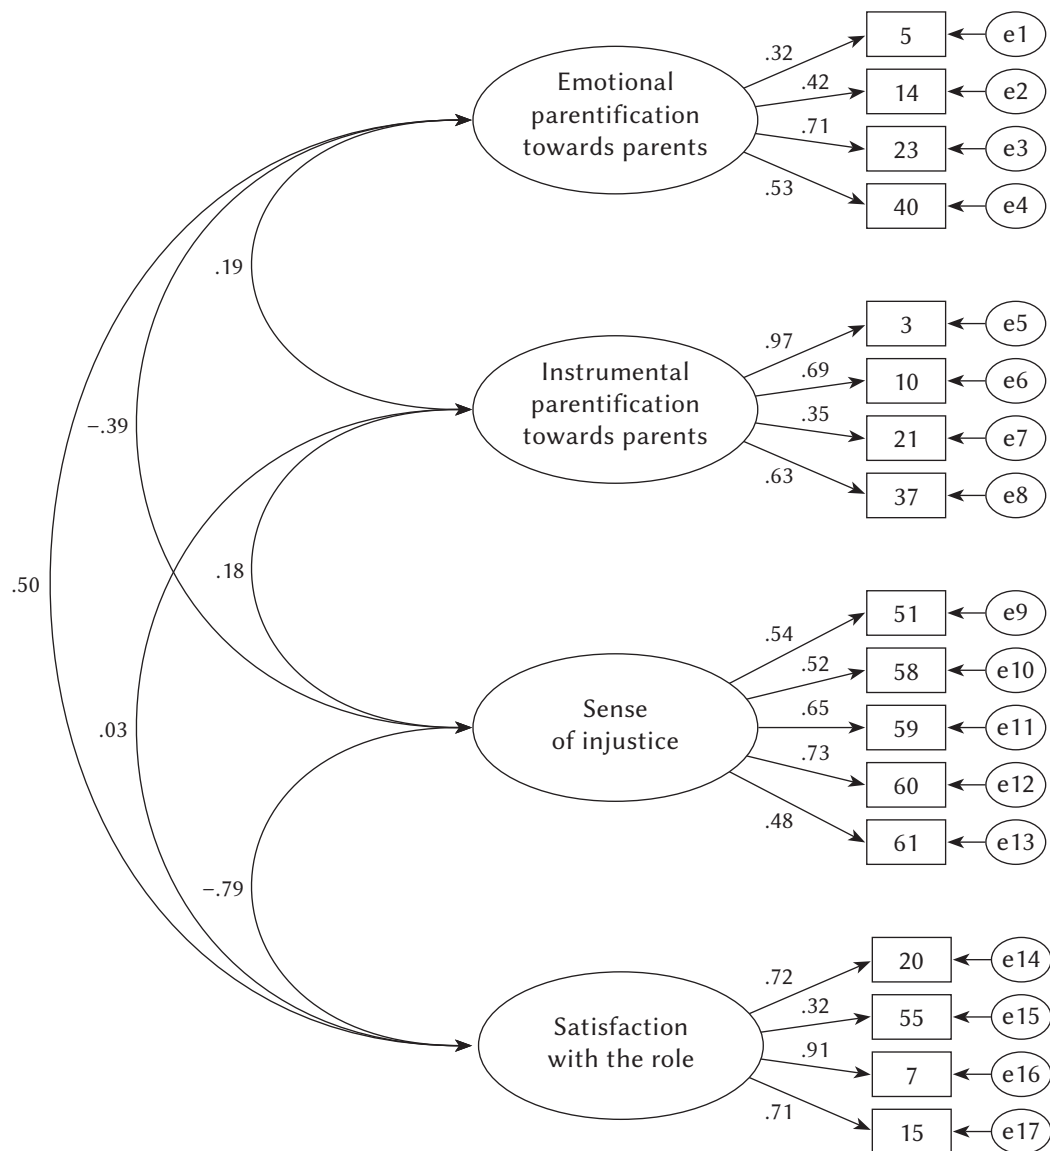 5
e1
.32
Emotional
parentification
towards parents
.42
14
e2
.71
23
e3
.53
40
e4
.19
3
e5
.97
Instrumental
parentification
towards parents
.69
10
e6
.35
21
e7
.63
37
e8
−.39
.18
.50
51
e9
.54
.52
58
e10
Sense
of injustice
.65
59
e11
.03
.73
60
e12
.48
61
e13
−.79
20
e14
.72
.32
55
e15
Satisfaction
with the role
.91
7
e16
.71
15
e17